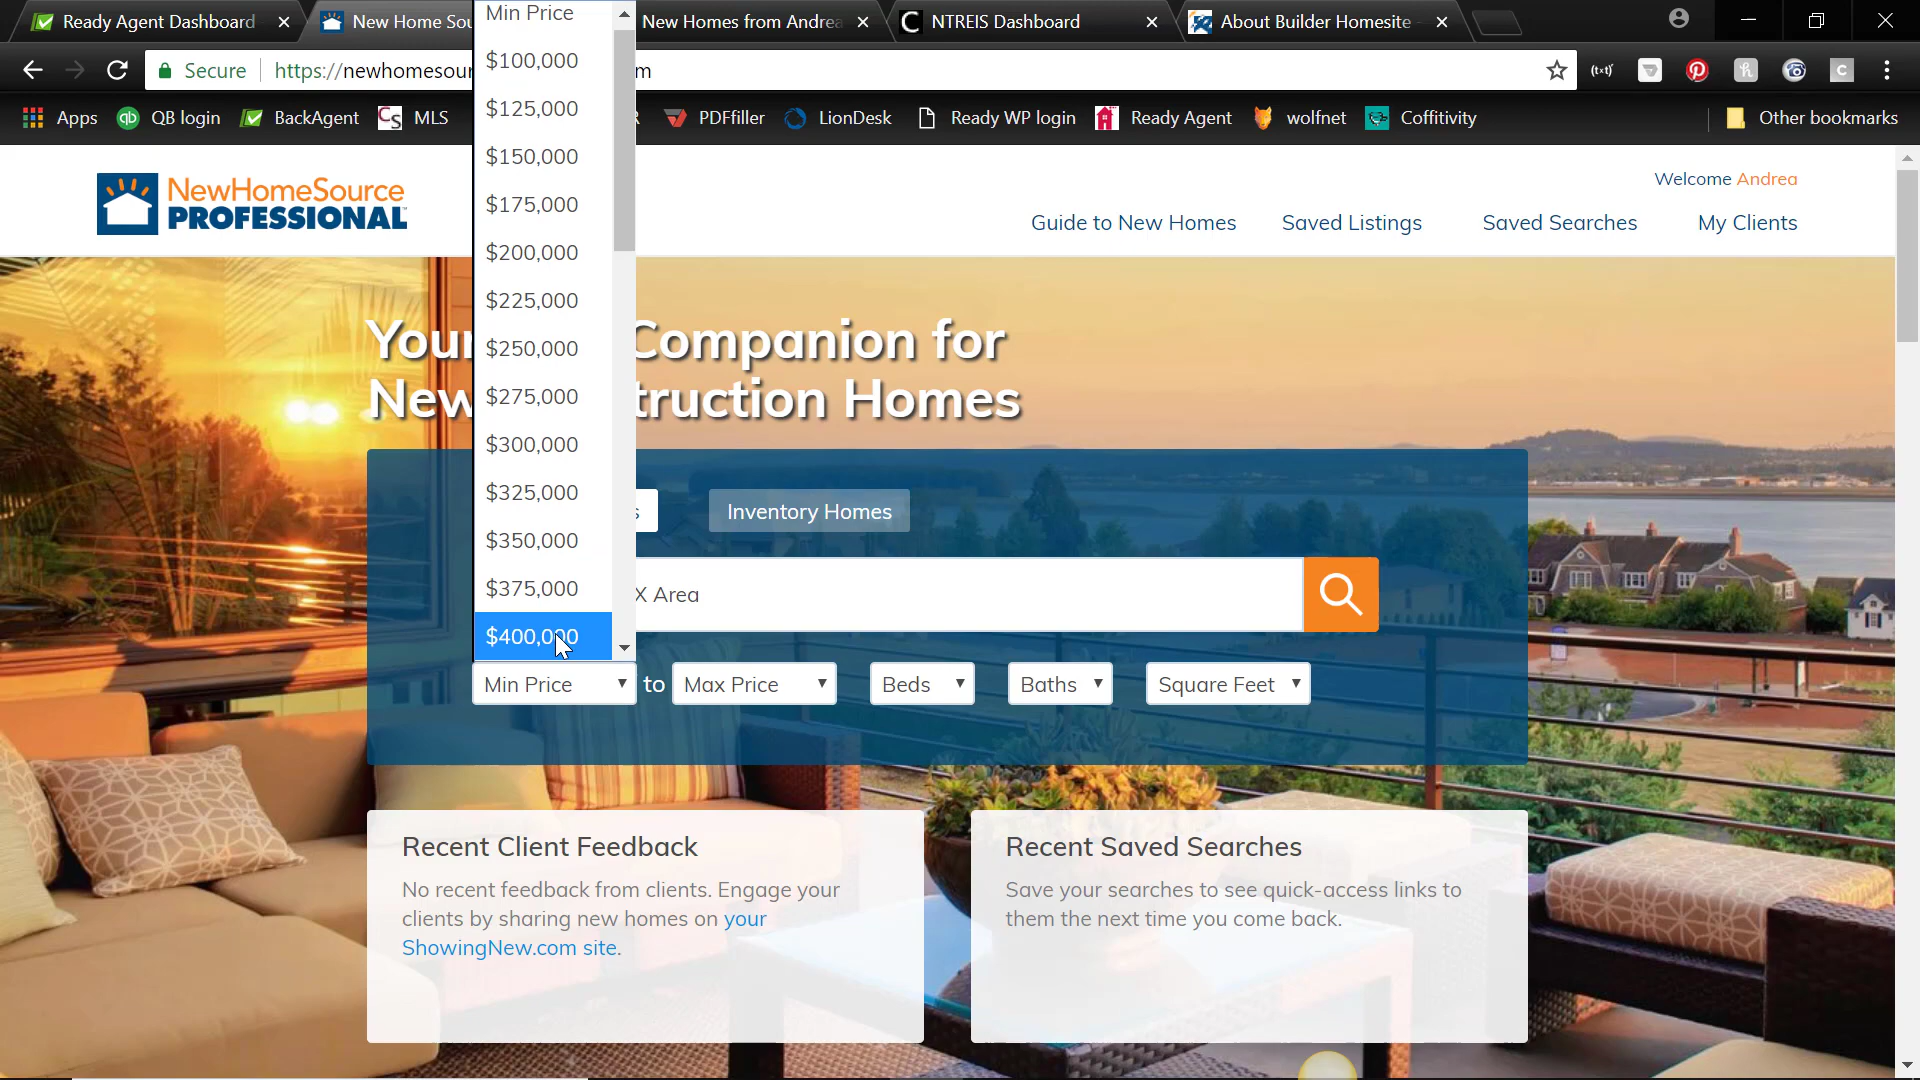 Ready Agent Dashboard
New Home Sou
New Homes from Andrea
NTREIS Dashboard
About Builder Homesite
Secure
https://newhomesour
m
Apps
QB login
BackAgent
MLS
R
PDFfiller
LionDesk
Ready WP login
Ready Agent
wolfnet
Coffitivity
Other bookmarks
NewHomeSource
PROFESSIONAL
Welcome Andrea
Guide to New Homes
Saved Listings
Saved Searches
My Clients
Min Price
$100,000
$125,000
$150,000
$175,000
$200,000
$225,000
$250,000
$275,000
$300,000
$325,000
$350,000
$375,000
$400,000
Your Companion for
New truction Homes
s
Inventory Homes
X Area
Min Price
to
Max Price
Beds
Baths
Square Feet
Recent Client Feedback
No recent feedback from clients. Engage your
clients by sharing new homes on your
ShowingNew.com site.
Recent Saved Searches
Save your searches to see quick-access links to
them the next time you come back.